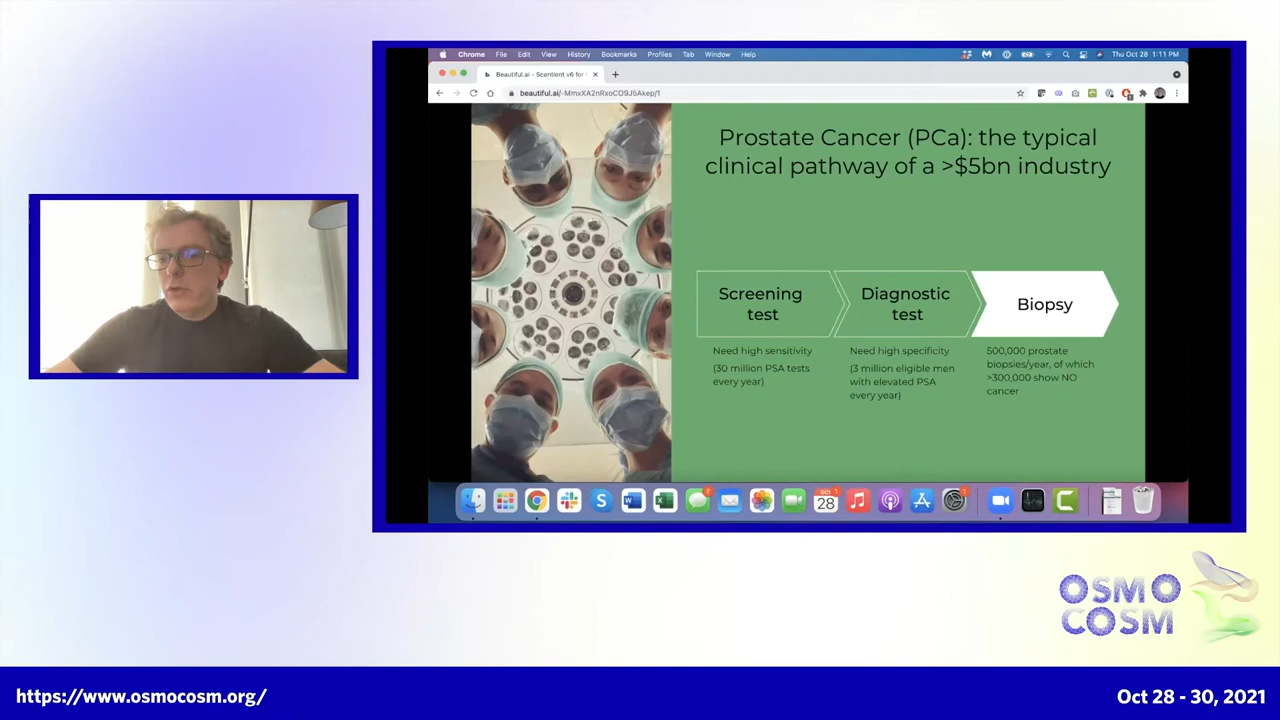 Chrome File Edit View History Bookmarks Profiles Tab Window Help
Thu Oct 28 1:11 PM
b. Beautiful.ai - Scentient v6 for
beautiful.ai/-MmxXA2nRxoCO9J5Akep/1
Prostate Cancer (PCa): the typical
clinical pathway of a >$5bn industry
Screening
test
Need high sensitivity
(30 million PSA tests
every year)
Diagnostic
test
Need high specificity
(3 million eligible men
with elevated PSA
every year)
Biopsy
500,000 prostate
biopsies/year, of which
>300,000 show NO
cancer
OCT
28
OSMO
COSM
https://www.osmocosm.org/
Oct 28 - 30, 2021